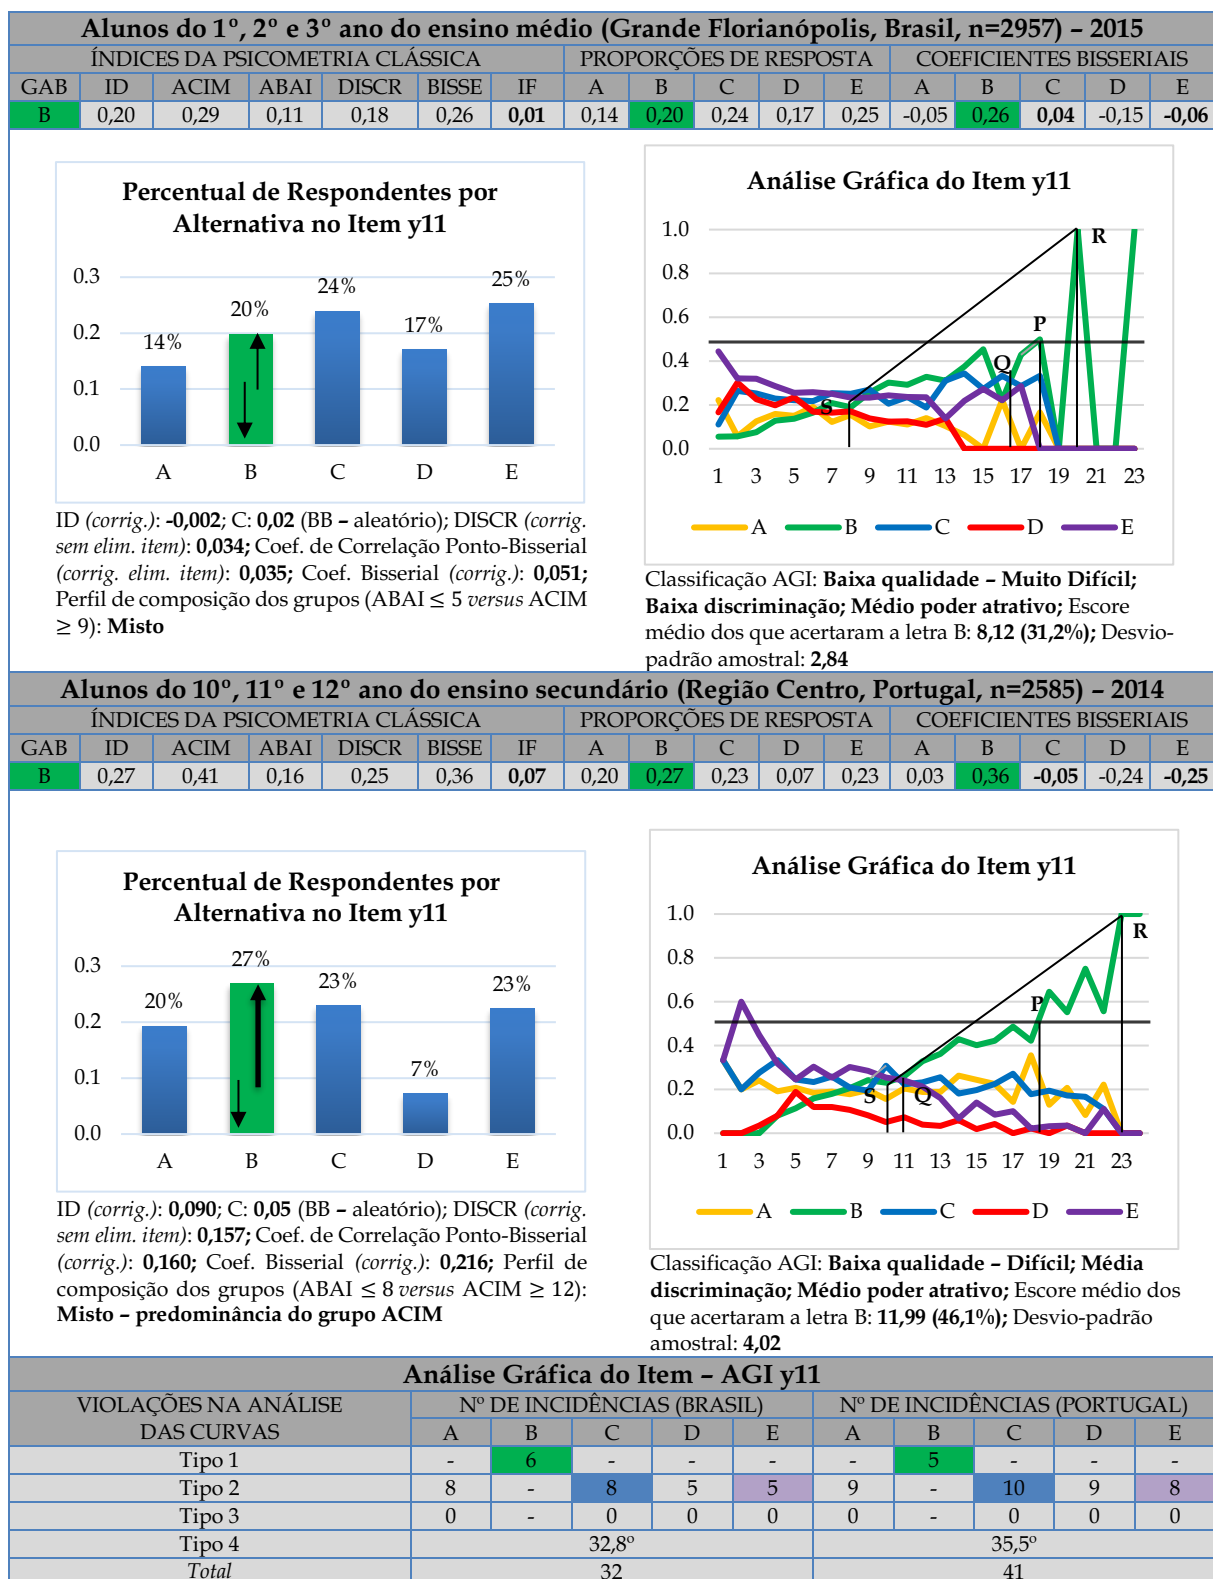 Alunos do 1º, 2º e 3º ano do ensino médio (Grande Florianópolis, Brasil, n=2957) – 2015
ÍNDICES DA PSICOMETRIA CLÁSSICA PROPORÇÕES DE RESPOSTA COEFICIENTES BISSERIAIS
GAB ID ACIM ABAI DISCR BISSE IF A B C D E A B C D E
B 0,20 0,29 0,11 0,18 0,26 0,01 0,14 0,20 0,24 0,17 0,25 -0,05 0,26 0,04 -0,15 -0,06
Percentual de Respondentes por
Alternativa no Item y11
0.3
0.2
0.1
0.0
14%
20%
24%
17%
25%
A B C D E
ID (corrig.): -0,002; C: 0,02 (BB – aleatório); DISCR (corrig.
sem elim. item): 0,034; Coef. de Correlação Ponto-Bisserial
(corrig. elim. item): 0,035; Coef. Bisserial (corrig.): 0,051;
Perfil de composição dos grupos (ABAI ≤ 5 versus ACIM
≥ 9): Misto
Análise Gráfica do Item y11
1.0
0.8
0.6
0.4
0.2
0.0
R
P
Q
S
1 3 5 7 9 11 13 15 17 19 21 23
A B C D E
Classificação AGI: Baixa qualidade – Muito Difícil;
Baixa discriminação; Médio poder atrativo; Escore
médio dos que acertaram a letra B: 8,12 (31,2%); Desvio-
padrão amostral: 2,84
Alunos do 10º, 11º e 12º ano do ensino secundário (Região Centro, Portugal, n=2585) – 2014
ÍNDICES DA PSICOMETRIA CLÁSSICA PROPORÇÕES DE RESPOSTA COEFICIENTES BISSERIAIS
GAB ID ACIM ABAI DISCR BISSE IF A B C D E A B C D E
B 0,27 0,41 0,16 0,25 0,36 0,07 0,20 0,27 0,23 0,07 0,23 0,03 0,36 -0,05 -0,24 -0,25
Percentual de Respondentes por
Alternativa no Item y11
0.3
0.2
0.1
0.0
20%
27%
23%
7%
23%
A B C D E
ID (corrig.): 0,090; C: 0,05 (BB – aleatório); DISCR (corrig.
sem elim. item): 0,157; Coef. de Correlação Ponto-Bisserial
(corrig.): 0,160; Coef. Bisserial (corrig.): 0,216; Perfil de
composição dos grupos (ABAI ≤ 8 versus ACIM ≥ 12):
Misto – predominância do grupo ACIM
Análise Gráfica do Item y11
1.0
0.8
0.6
0.4
0.2
0.0
R
P
S
Q
1 3 5 7 9 11 13 15 17 19 21 23
A B C D E
Classificação AGI: Baixa qualidade – Difícil; Média
discriminação; Médio poder atrativo; Escore médio dos
que acertaram a letra B: 11,99 (46,1%); Desvio-padrão
amostral: 4,02
Análise Gráfica do Item – AGI y11
VIOLAÇÕES NA ANÁLISE Nº DE INCIDÊNCIAS (BRASIL) Nº DE INCIDÊNCIAS (PORTUGAL)
DAS CURVAS A B C D E A B C D E
Tipo 1 - 6 - - - - 5 - - -
Tipo 2 8 - 8 5 5 9 - 10 9 8
Tipo 3 0 - 0 0 0 0 - 0 0 0
Tipo 4 32,8º 35,5º
Total 32 41